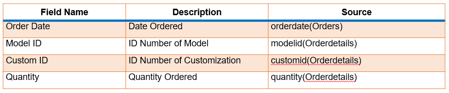 Field Name Description Source
Order Date Date Ordered orderdate(Orders)
Model ID ID Number of Model modelid(Orderdetails)
Custom ID ID Number of Customization customid(Orderdetails)
Quantity Quantity Ordered quantity(Orderdetails)